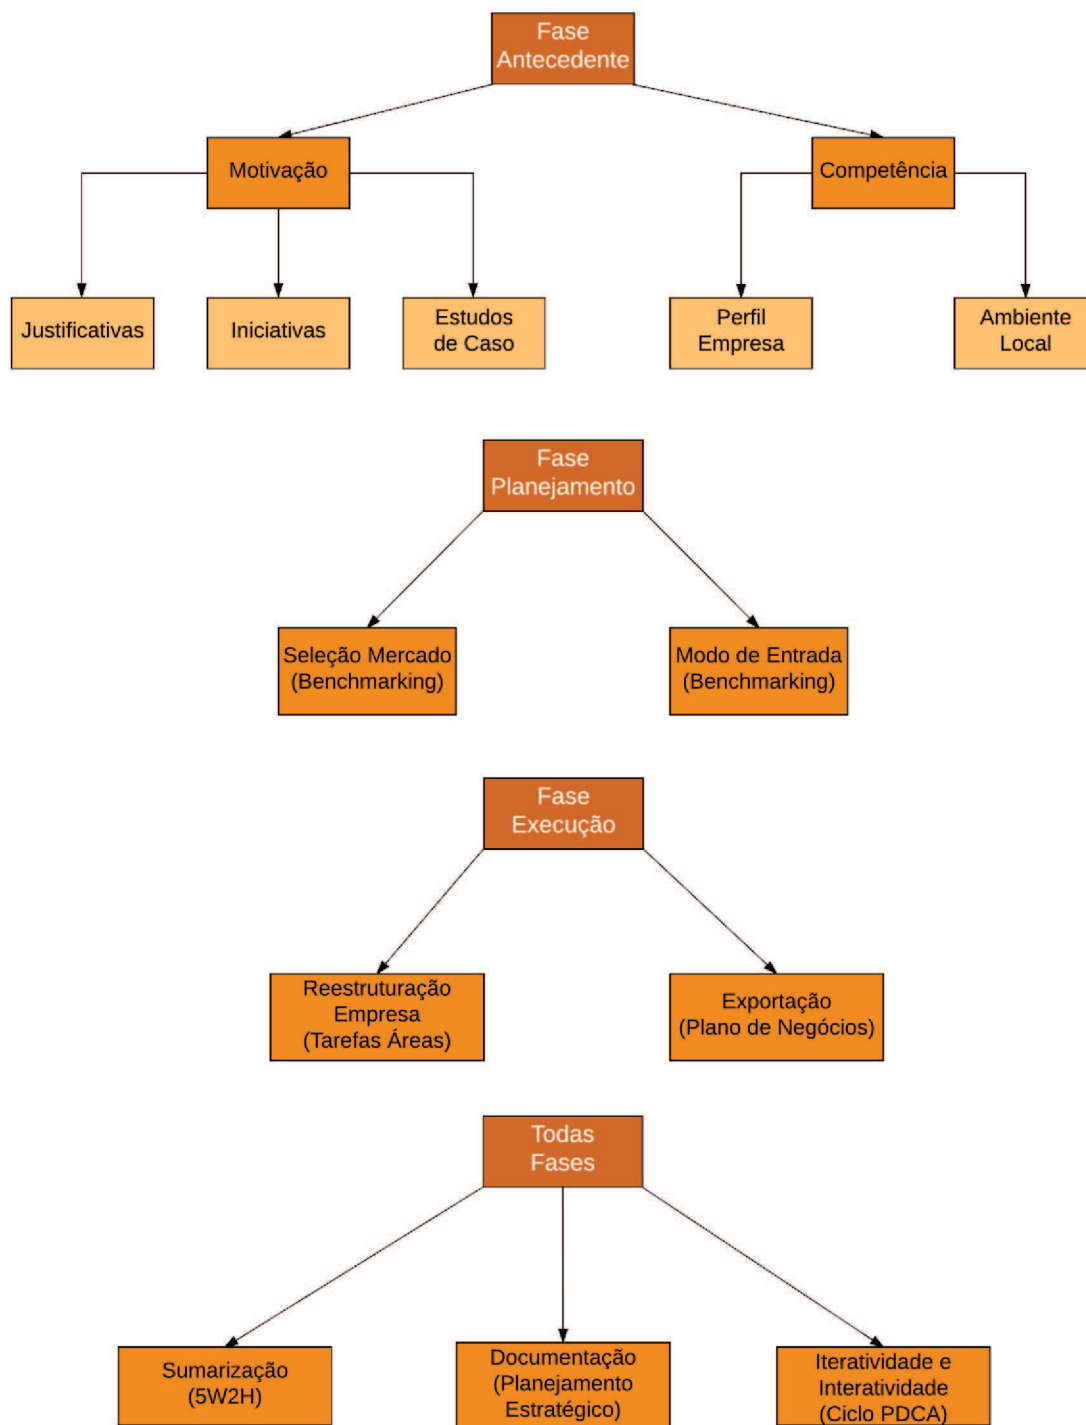 Fase
Antecedente
Motivação
Competência
Justificativas
Iniciativas
Estudos
de Caso
Perfil
Empresa
Ambiente
Local
Fase
Planejamento
Seleção Mercado
(Benchmarking)
Modo de Entrada
(Benchmarking)
Fase
Execução
Reestruturação
Empresa
(Tarefas Áreas)
Exportação
(Plano de Negócios)
Todas
Fases
Sumarização
(5W2H)
Documentação
(Planejamento
Estratégico)
Iteratividade e
Interatividade
(Ciclo PDCA)